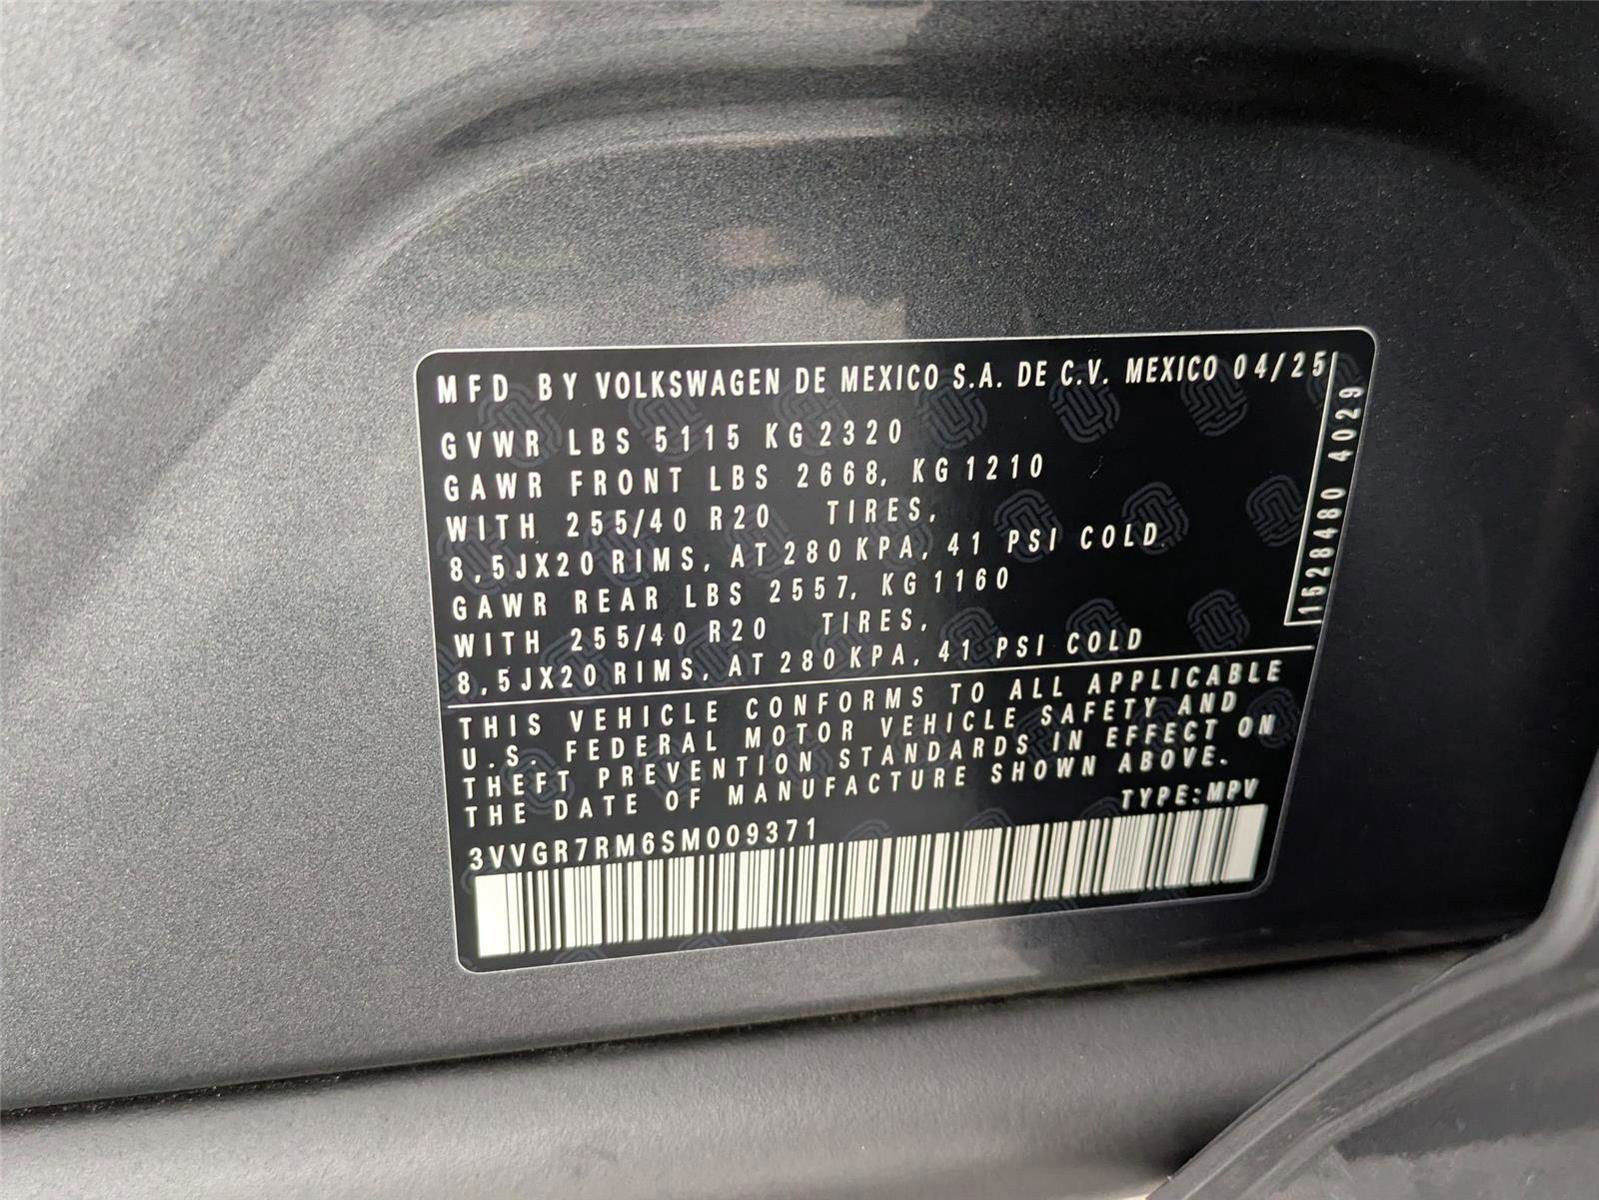 MFD BY VOLKSWAGEN DE MEXICO S.A. DE C.V. MEXICO 04/25
GVWR LBS 5115 KG 2320
GAWR FRONT LBS 2668, KG 1210
WITH 255/40 R20 TIRES,
8,5JX20 RIMS, AT 280 KPA, 41 PSI COLD
GAWR REAR LBS 2557, KG 1160
WITH 255/40 R20 TIRES,
8,5JX20 RIMS, AT 280 KPA, 41 PSI COLD
1528480 4029
THIS VEHICLE CONFORMS TO ALL APPLICABLE
U.S. FEDERAL MOTOR VEHICLE SAFETY AND
THEFT PREVENTION STANDARDS IN EFFECT ON
THE DATE OF MANUFACTURE SHOWN ABOVE.
TYPE:MPV
3VVGR7RM6SM009371